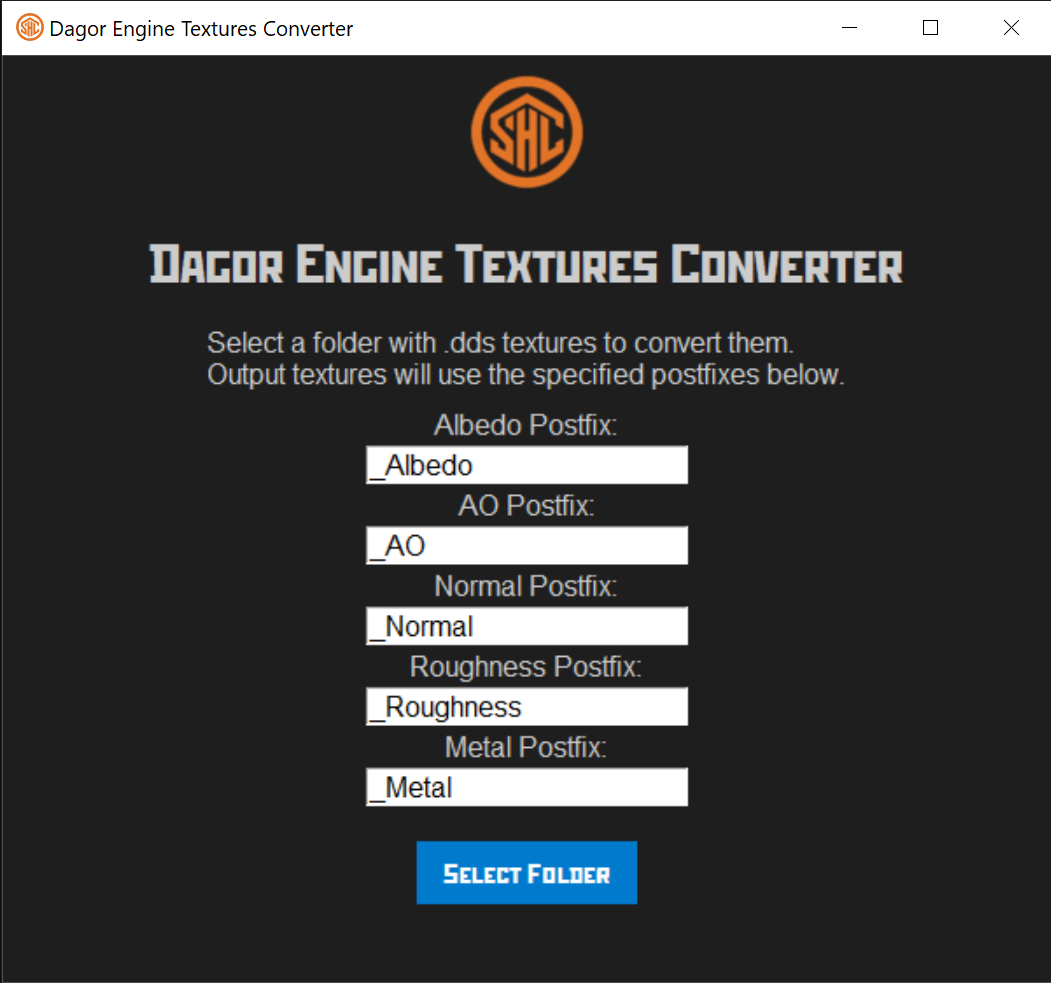 SHC Dagor Engine Textures Converter
SHC
Dagor Engine Textures Converter
Select a folder with .dds textures to convert them.
Output textures will use the specified postfixes below.
Albedo Postfix:
_Albedo
AO Postfix:
_AO
Normal Postfix:
_Normal
Roughness Postfix:
_Roughness
Metal Postfix:
_Metal
Select Folder